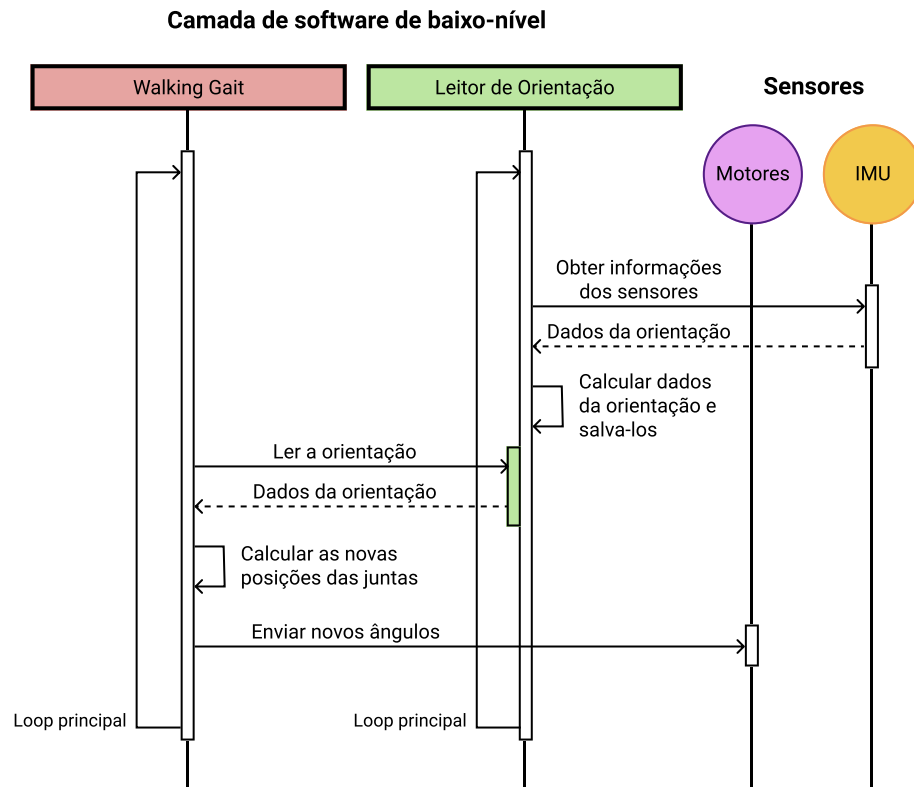 Camada de software de baixo-nível
Walking Gait
Leitor de Orientação
Sensores
Motores
IMU
Obter informações
dos sensores
Dados da orientação
Calcular dados
da orientação e
salva-los
Ler a orientação
Dados da orientação
Calcular as novas
posições das juntas
Enviar novos ângulos
Loop principal
Loop principal